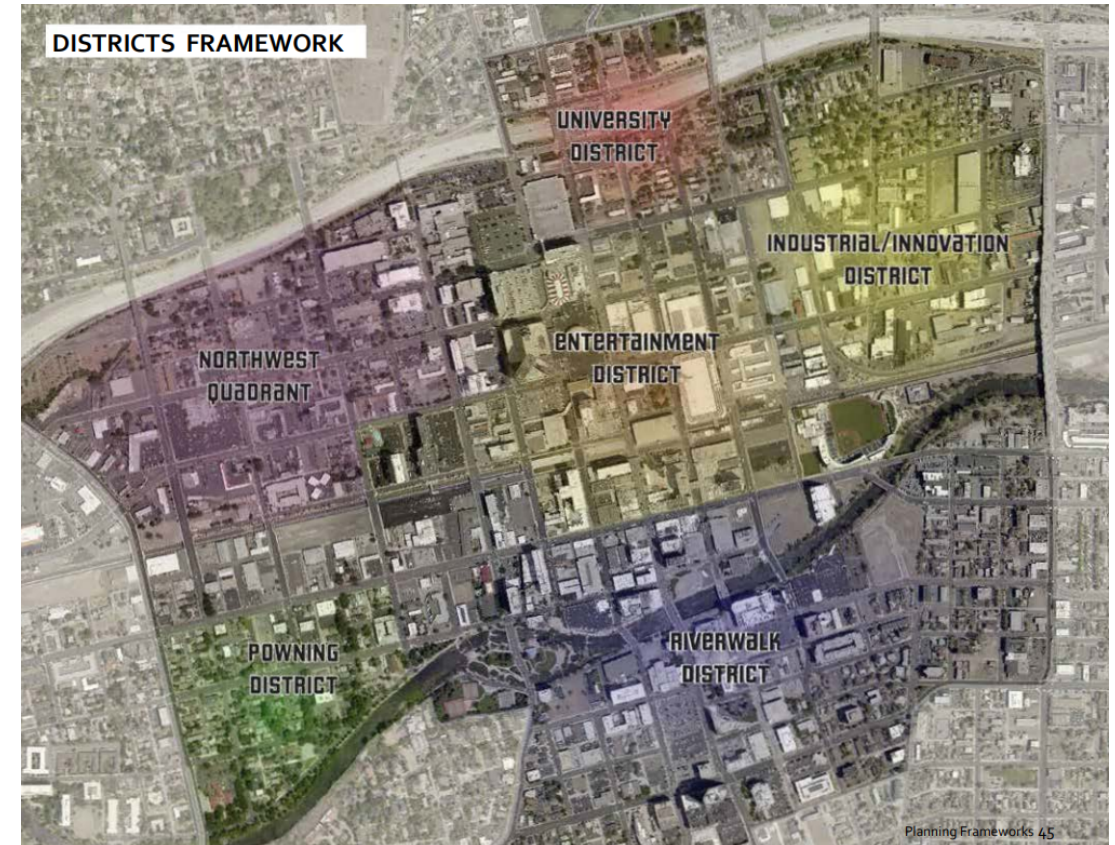 DISTRICTS FRAMEWORK
UNIVERSITY
DISTRICT
INDUSTRIAL/INNOVATION
DISTRICT
ENTERTAINMENT
DISTRICT
NORTHWEST
QUADRANT
POWNING
DISTRICT
RIVERWALK
DISTRICT
Planning Frameworks 45